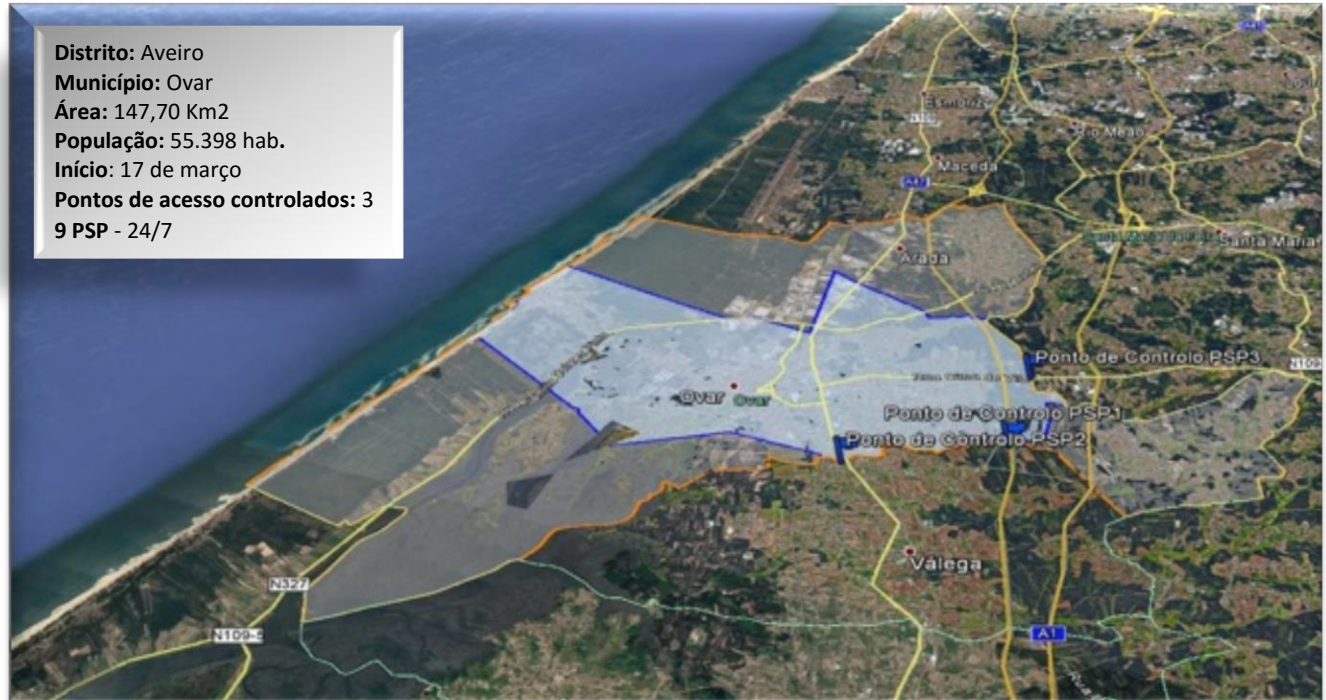 Distrito: Aveiro
Município: Ovar
Área: 147,70 Km2
População: 55.398 hab.
Início: 17 de março
Pontos de acesso controlados: 3
9 PSP - 24/7
Esmoriz
N109
Rio Meão
Maceda
A47
Santa Maria
Arada
Ponto de Controlo PSP3
N109
Ovar Ovar
Ponto de Controlo PSP1
Ponto de Controlo PSP2
Válega
N327
N109-5
A1